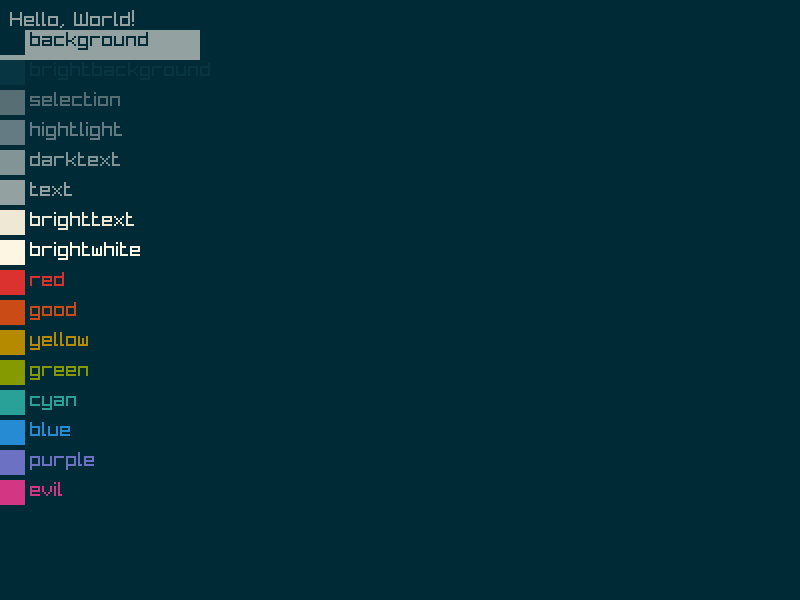 Hello, World!
background
brightbackground
selection
hightlight
darktext
text
brighttext
brightwhite
red
good
yellow
green
cyan
blue
purple
evil